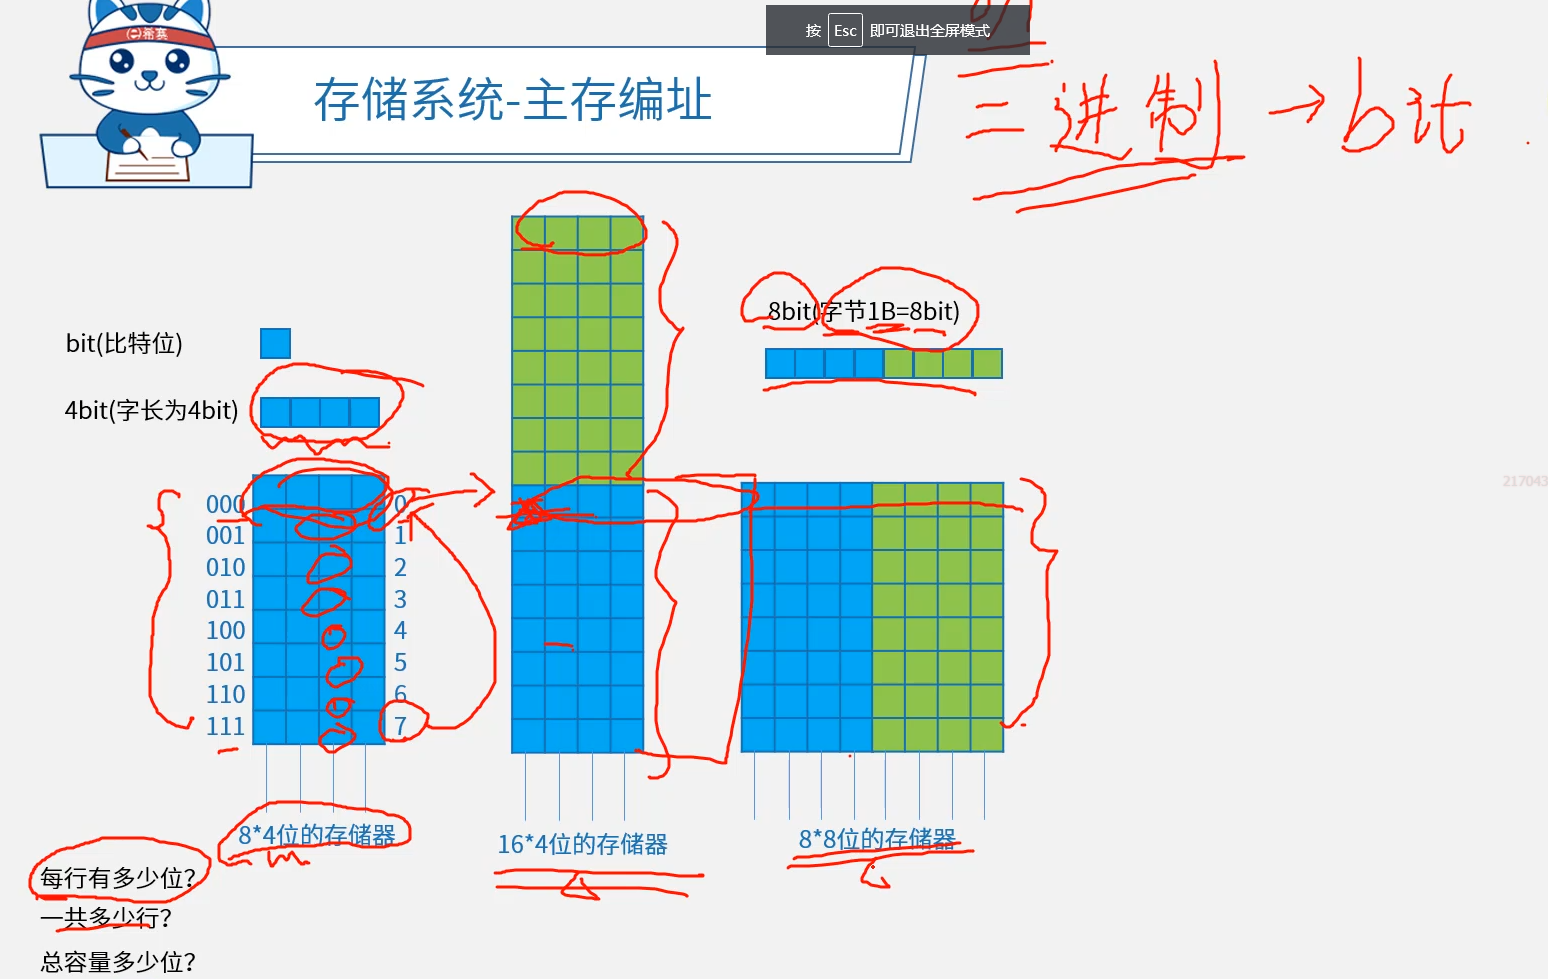 按 Esc 即可退出全屏模式
希赛
存储系统-主存编址
二进制 → b计
8bit(字节1B=8bit)
bit(比特位)
4bit(字长为4bit)
217043
000 0
001 1
010 2
011 3
100 4
101 5
110 6
111 7
8*4位的存储器
16*4位的存储器
8*8位的存储器
每行有多少位?
一共多少行?
总容量多少位?